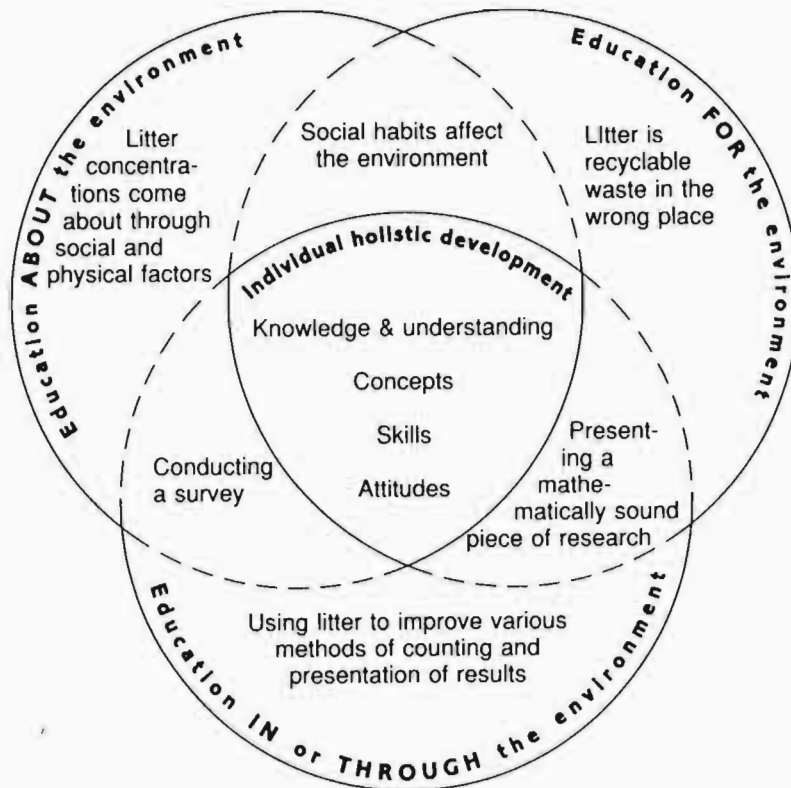 Education ABOUT the environment
Education FOR the environment
Litter
concentra-
tions come
about through
social and
physical factors
Social habits affect
the environment
LItter is
recyclable
waste in the
wrong place
Individual holistic development
Knowledge & understanding
Concepts
Skills
Attitudes
Conducting
a survey
Present-
ing a
mathe-
matically sound
piece of research
Using litter to improve various
methods of counting and
presentation of results
Education IN or THROUGH the environment